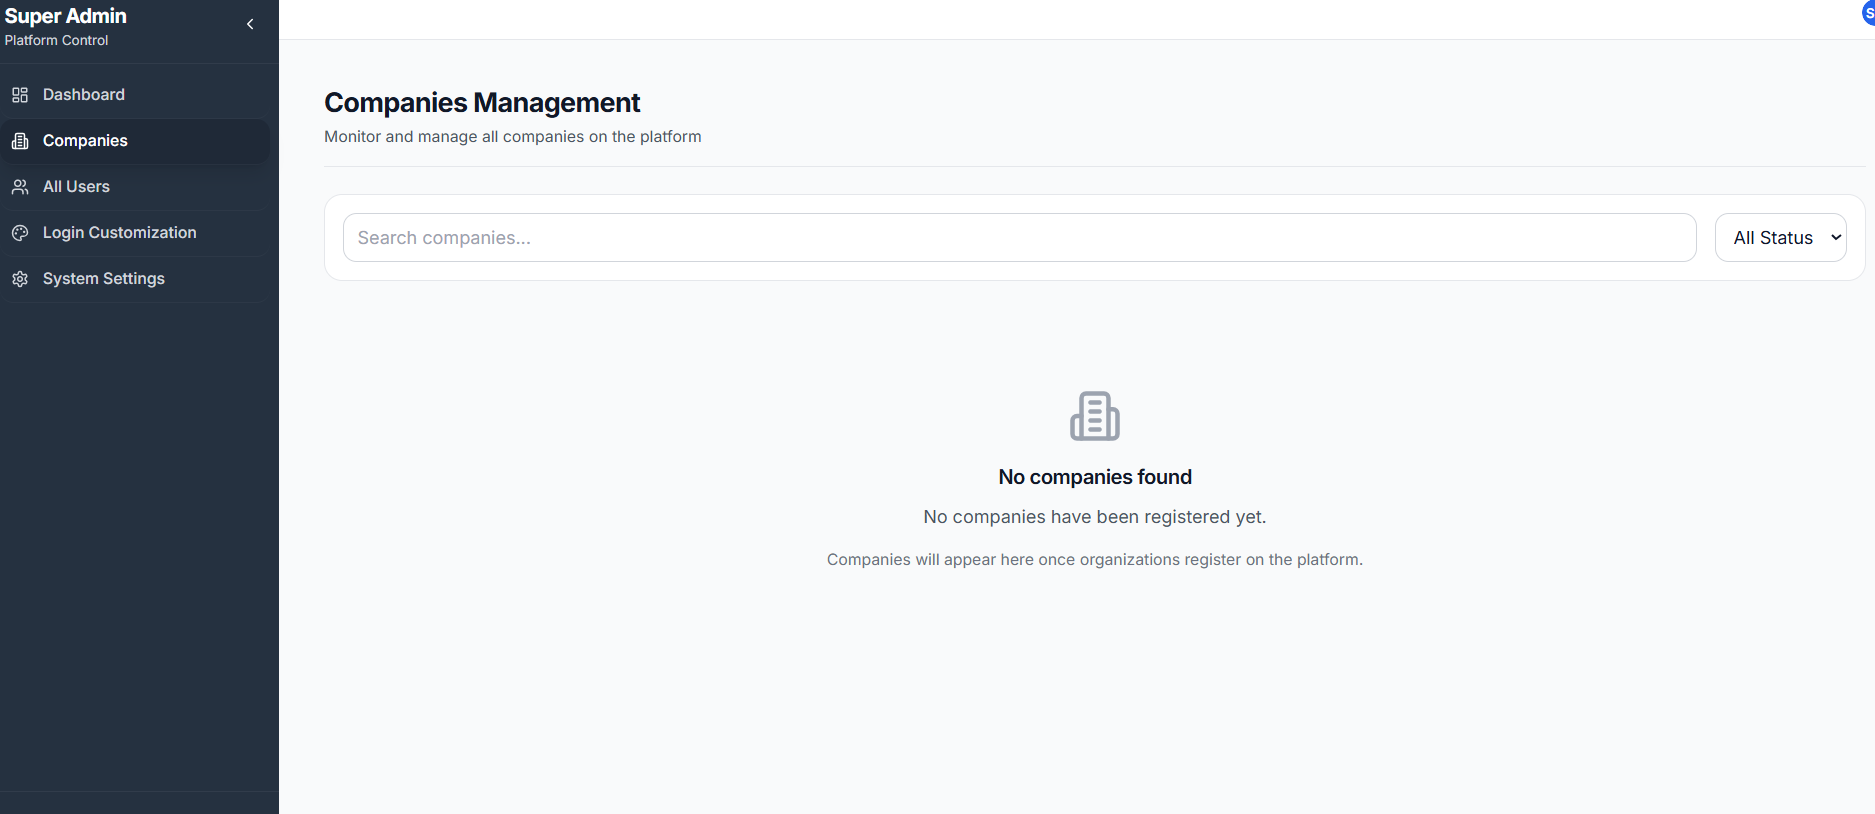 Super Admin
Platform Control
Dashboard
Companies
All Users
Login Customization
System Settings
S
Companies Management
Monitor and manage all companies on the platform
Search companies...
All Status
No companies found
No companies have been registered yet.
Companies will appear here once organizations register on the platform.